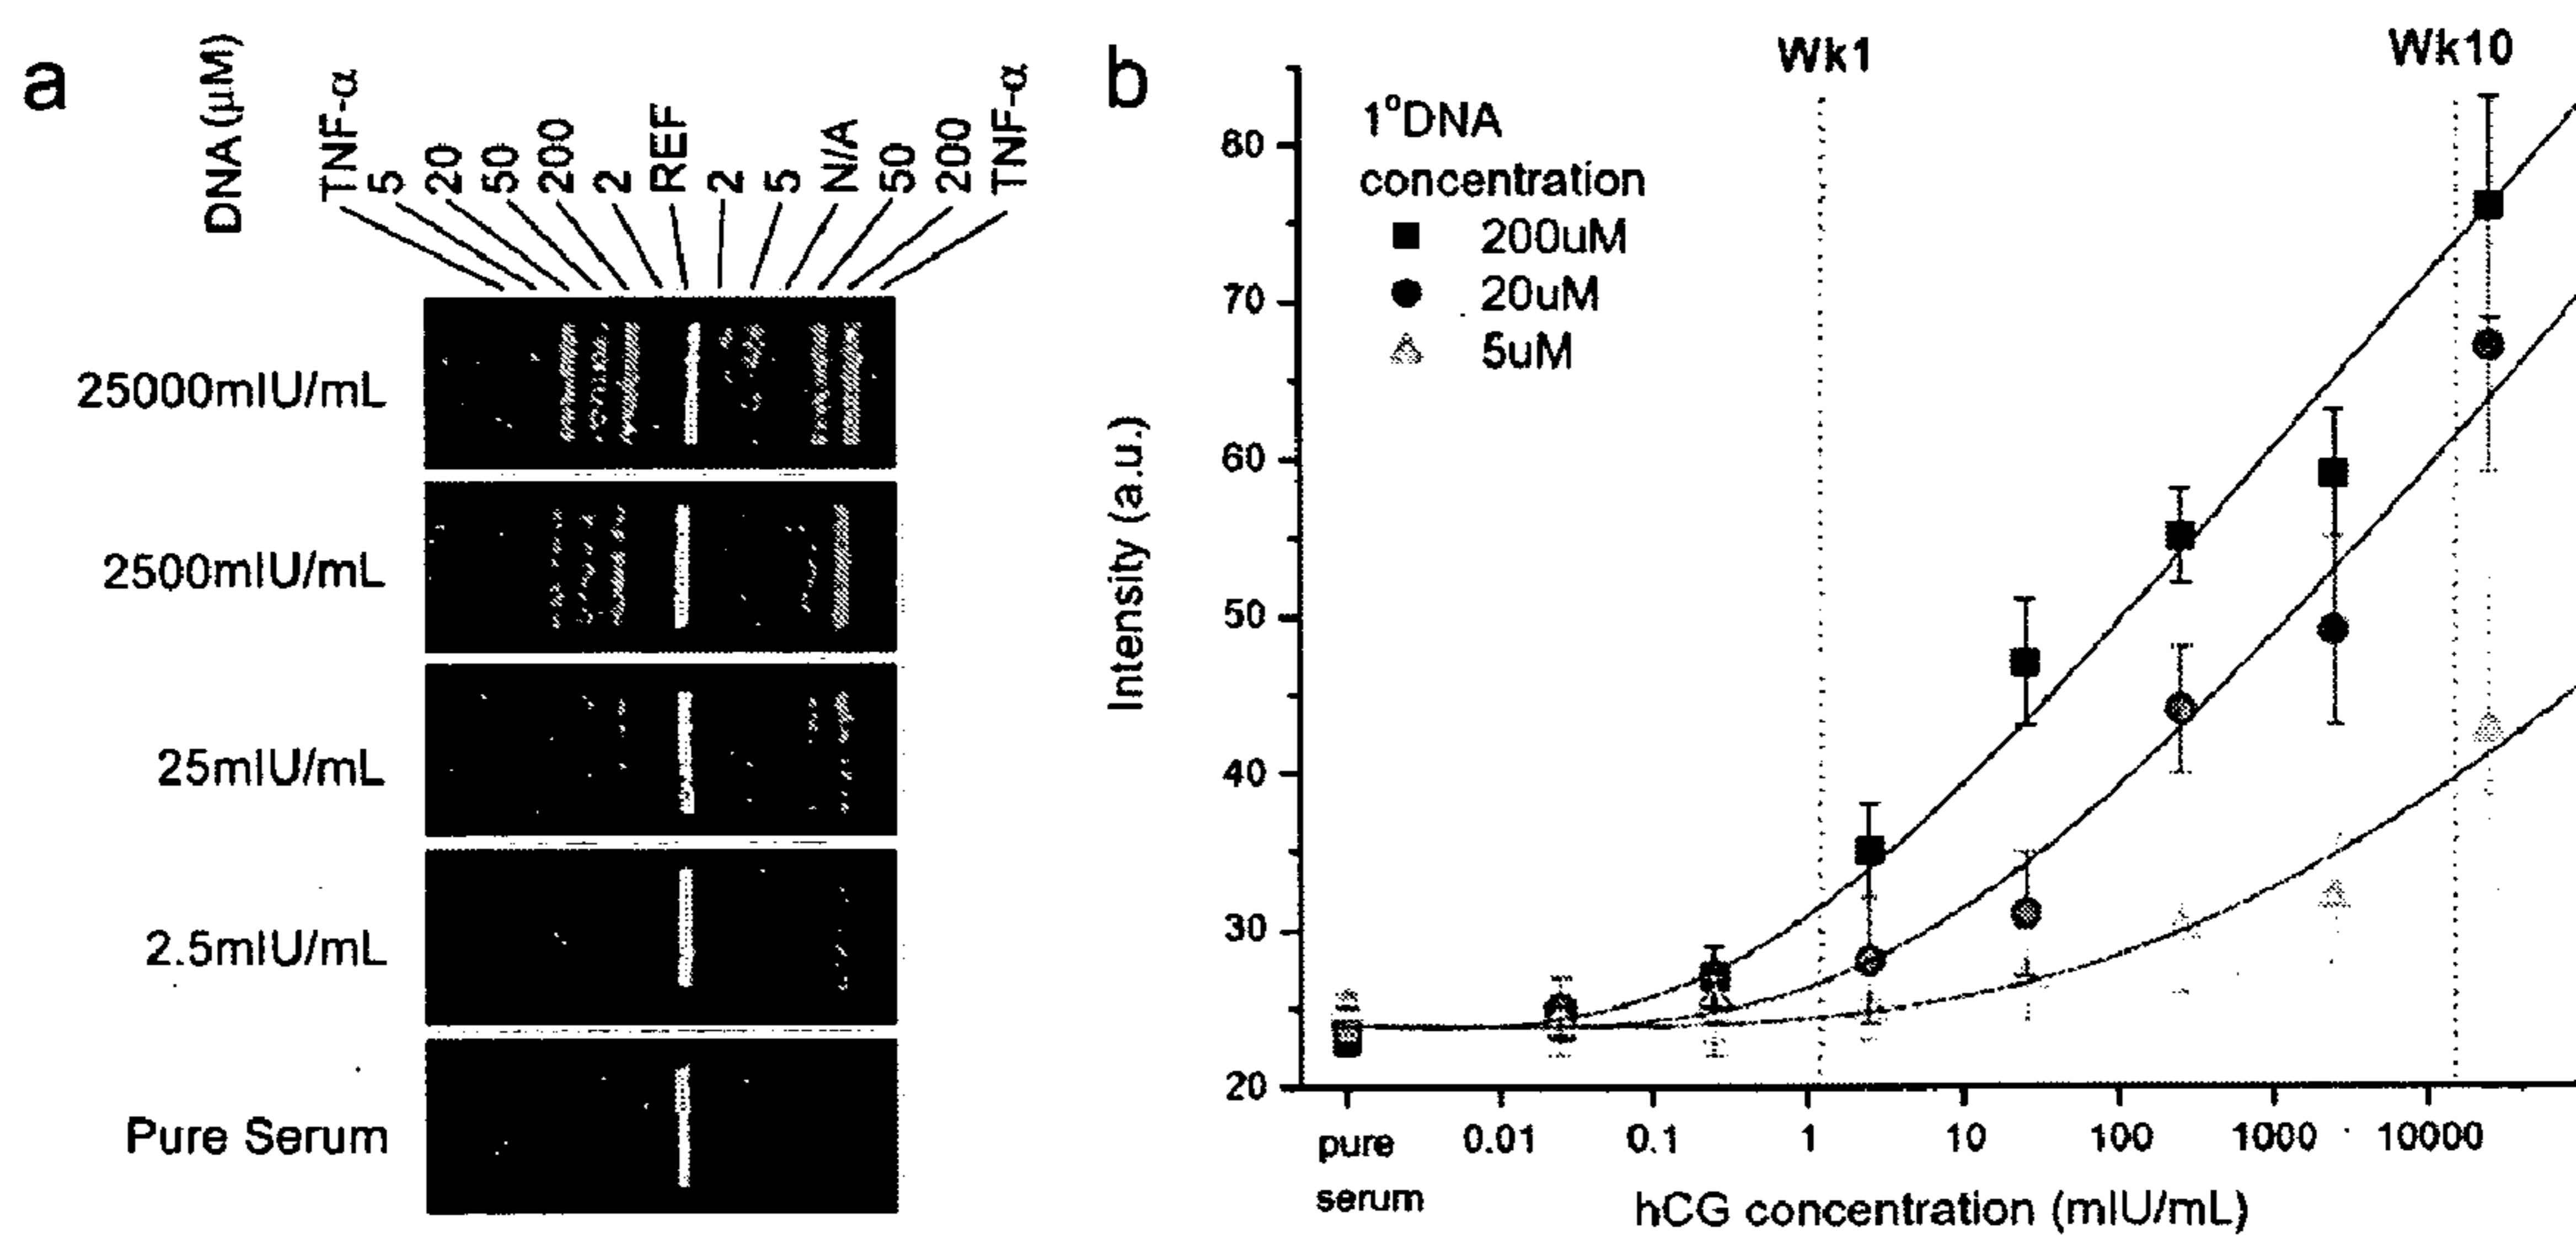 a
DNA (µM)
TNF-α
5
20
50
200
2
REF
2
5
N/A
50
200
TNF-α
25000mIU/mL
2500mIU/mL
25mIU/mL
2.5mIU/mL
Pure Serum
b
Wk1
Wk10
1°DNA
concentration
200uM
20uM
5uM
Intensity (a.u.)
80
70
60
50
40
30
20
pure
serum
0.01
0.1
1
10
100
1000
10000
hCG concentration (mIU/mL)